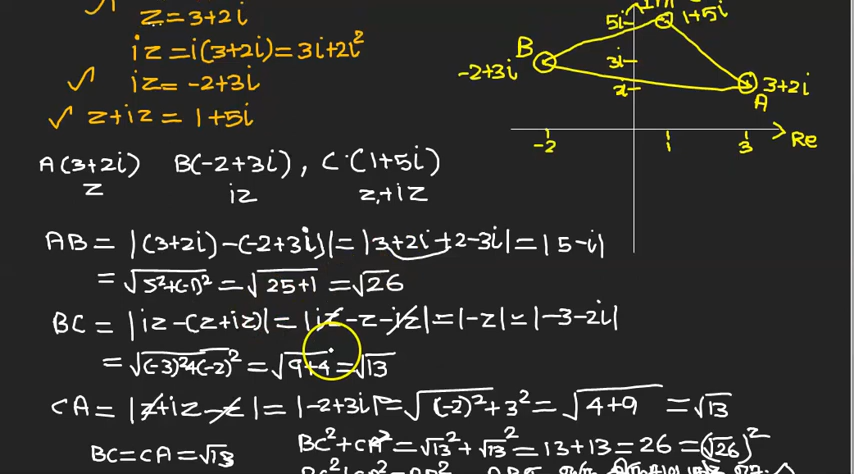 z = 3+2i
iz = i(3+2i) = 3i+2i²
iz = -2+3i
z+iz = 1+5i
5i
Im
1+5i
B
3i
-2+3i
i
3+2i
A
-2
1
3
Re
A(3+2i) B(-2+3i), C(1+5i)
z iz z+iz
AB = |(3+2i)-(-2+3i)| = |3+2i+2-3i| = |5-i|
= √5²+(-1)² = √25+1 = √26
BC = |iz-(z+iz)| = |iz-z-iz| = |-z| = |-3-2i|
= √(-3)²+(-2)² = √9+4 = √13
CA = |z+iz-z| = |-2+3i| = √(-2)²+3² = √4+9 = √13
BC = CA = √13
BC²+CA² = √13²+√13² = 13+13 = 26 = (√26)²